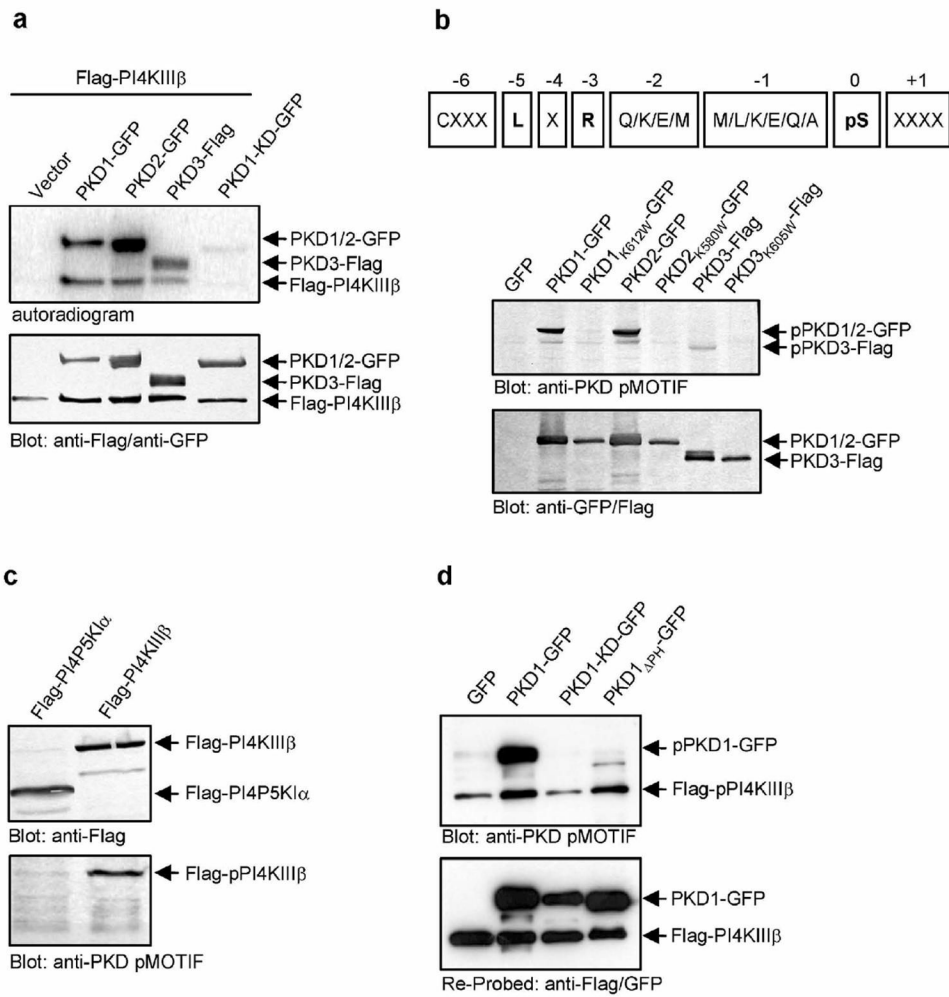 a
Flag-PI4KIIIβ
Vector
PKD1-GFP
PKD2-GFP
PKD3-Flag
PKD1-KD-GFP
PKD1/2-GFP
PKD3-Flag
Flag-PI4KIIIβ
autoradiogram
PKD1/2-GFP
PKD3-Flag
Flag-PI4KIIIβ
Blot: anti-Flag/anti-GFP
b
-6 -5 -4 -3 -2 -1 0 +1
CXXX L X R Q/K/E/M M/L/K/E/Q/A pS XXXX
GFP
PKD1-GFP
PKD1K612W-GFP
PKD2-GFP
PKD2K580W-GFP
PKD3-Flag
PKD3K605W-Flag
pPKD1/2-GFP
pPKD3-Flag
Blot: anti-PKD pMOTIF
PKD1/2-GFP
PKD3-Flag
Blot: anti-GFP/Flag
c
Flag-PI4P5KIα
Flag-PI4KIIIβ
Flag-PI4KIIIβ
Flag-PI4P5KIα
Blot: anti-Flag
Flag-pPI4KIIIβ
Blot: anti-PKD pMOTIF
d
GFP
PKD1-GFP
PKD1-KD-GFP
PKD1ΔPH-GFP
pPKD1-GFP
Flag-pPI4KIIIβ
Blot: anti-PKD pMOTIF
PKD1-GFP
Flag-PI4KIIIβ
Re-Probed: anti-Flag/GFP